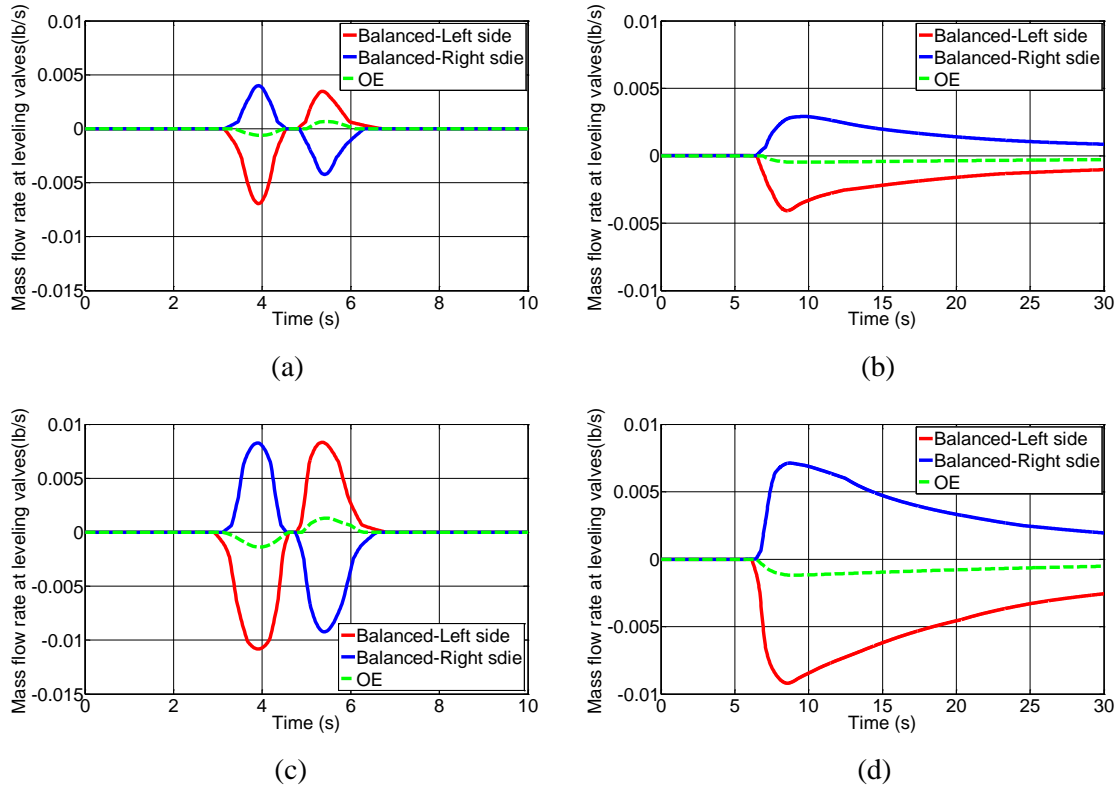 Mass flow rate at leveling valves(lb/s)
0.01
0.005
0
-0.005
-0.01
-0.015
0 2 4 6 8 10
Time (s)
Balanced-Left side
Balanced-Right sdie
OE
(a)
Mass flow rate at leveling valves(lb/s)
0.01
0.005
0
-0.005
-0.01
0 5 10 15 20 25 30
Time (s)
Balanced-Left side
Balanced-Right sdie
OE
(b)
Mass flow rate at leveling valves(lb/s)
0.01
0.005
0
-0.005
-0.01
-0.015
0 2 4 6 8 10
Time (s)
Balanced-Left side
Balanced-Right sdie
OE
(c)
Mass flow rate at leveling valves(lb/s)
0.01
0.005
0
-0.005
-0.01
0 5 10 15 20 25 30
Time (s)
Balanced-Left side
Balanced-Right sdie
OE
(d)